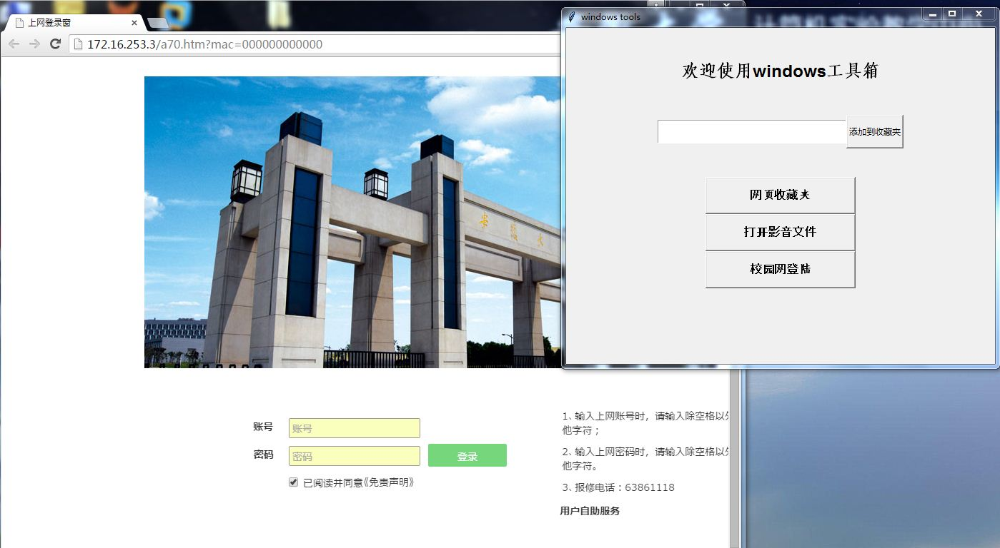 上网登录窗
172.16.253.3/a70.htm?mac=000000000000
windows tools
欢迎使用windows工具箱
添加到收藏夹
网页收藏夹
打开影音文件
校园网登陆
账号
账号
密码
密码
登录
已阅读并同意《免责声明》
1、输入上网账号时，请输入除空格以
他字符；
2、输入上网密码时，请输入除空格以
他字符。
3、报修电话：63861118
用户自助服务